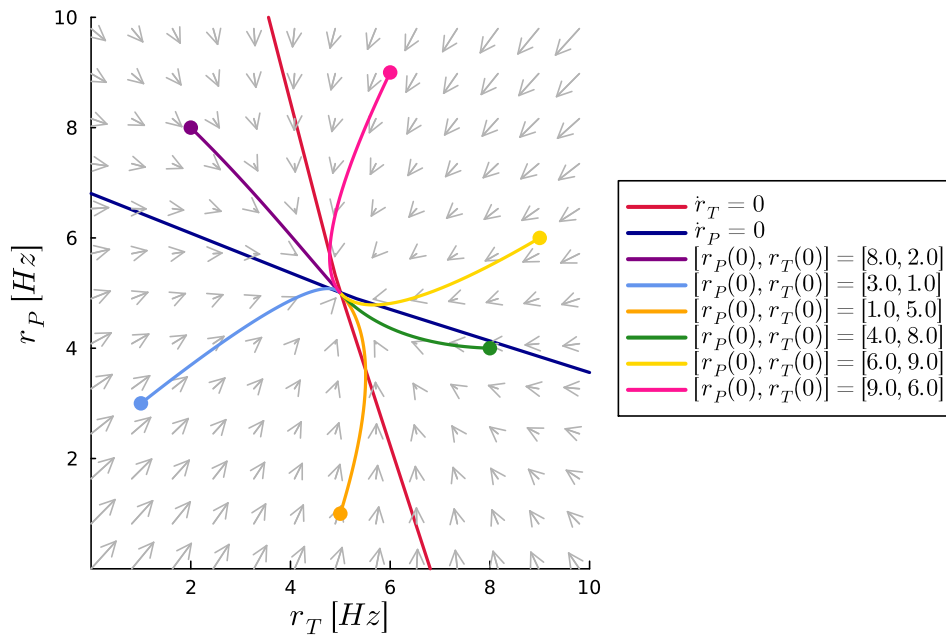 10
8
6
4
2
r_P [Hz]
2 4 6 8 10
r_T [Hz]
ṙ_T = 0
ṙ_P = 0
[r_P(0), r_T(0)] = [8.0, 2.0]
[r_P(0), r_T(0)] = [3.0, 1.0]
[r_P(0), r_T(0)] = [1.0, 5.0]
[r_P(0), r_T(0)] = [4.0, 8.0]
[r_P(0), r_T(0)] = [6.0, 9.0]
[r_P(0), r_T(0)] = [9.0, 6.0]